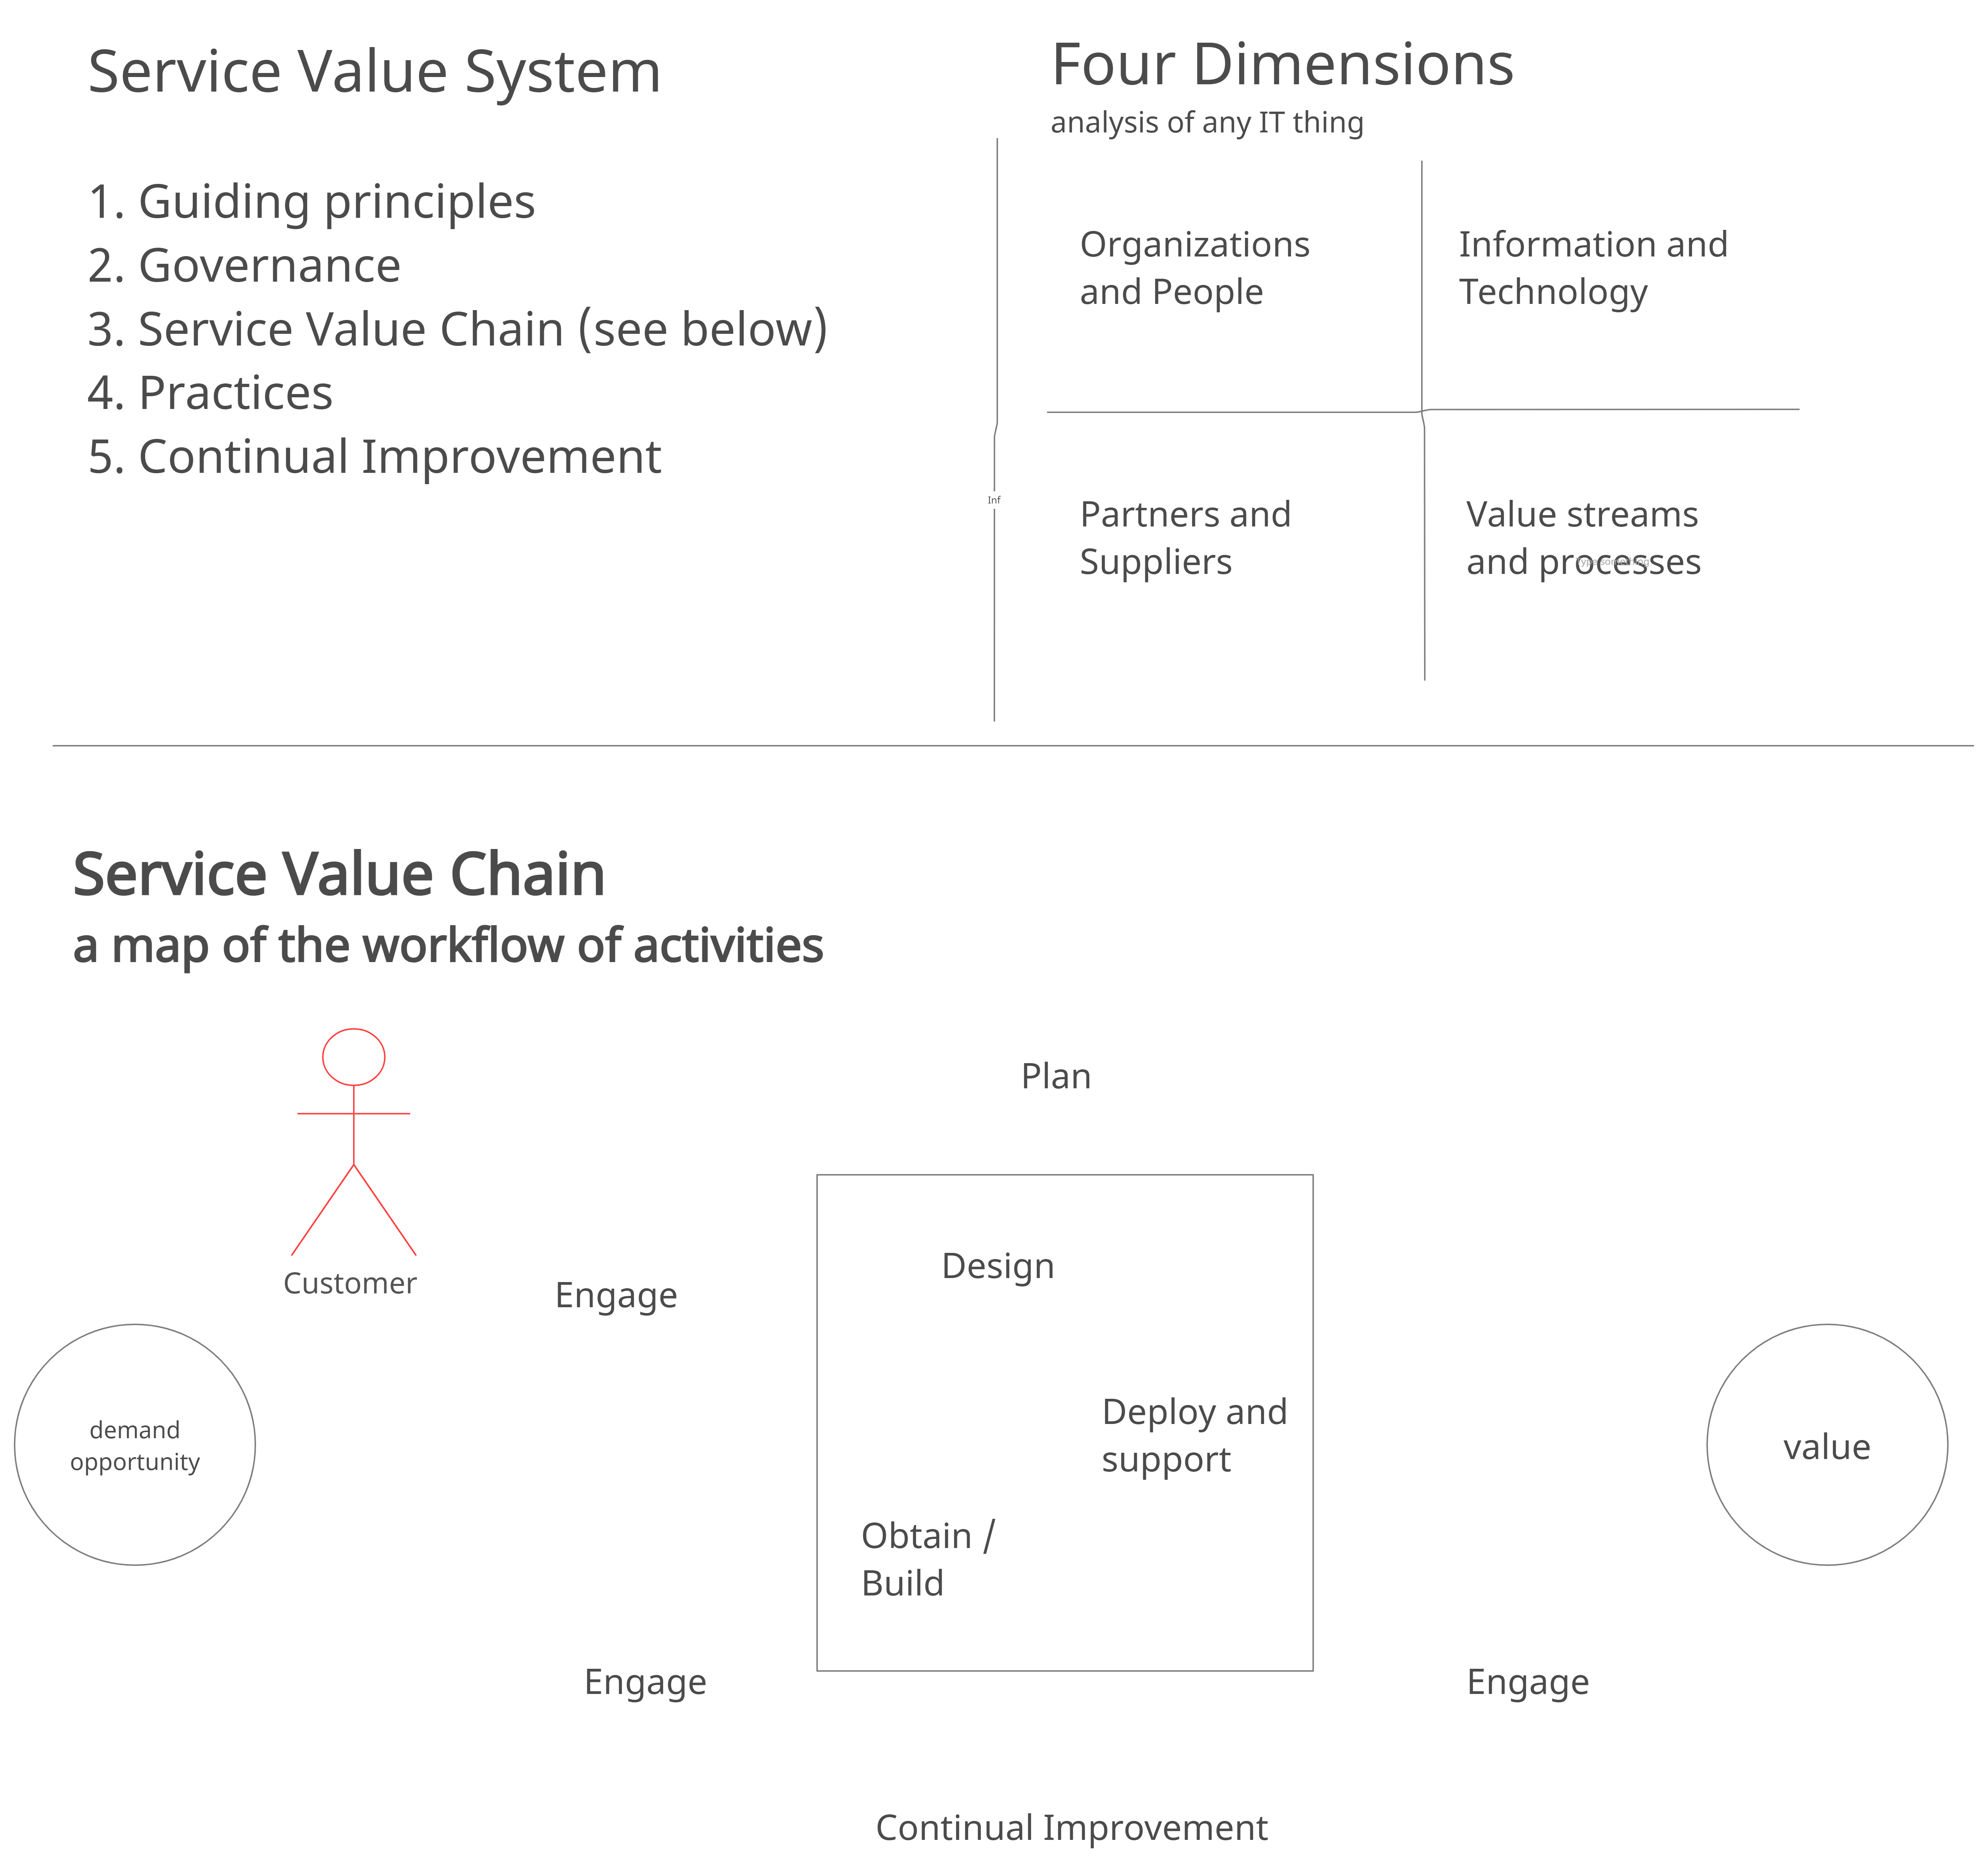 Service Value System
1. Guiding principles
2. Governance
3. Service Value Chain (see below)
4. Practices
5. Continual Improvement
Four Dimensions
analysis of any IT thing
Organizations
and People
Information and
Technology
Inf
Partners and
Suppliers
Value streams
and processes
Type something
Service Value Chain
a map of the workflow of activities
Customer
Plan
Engage
Design
demand
opportunity
Deploy and
support
value
Obtain /
Build
Engage
Engage
Continual Improvement